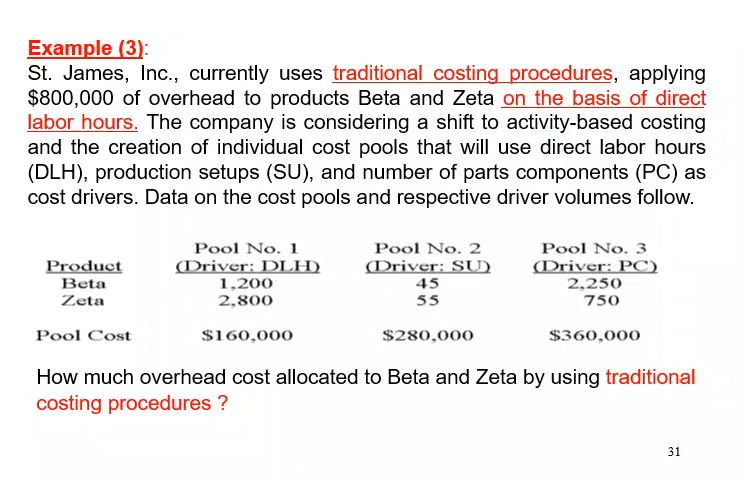 Example (3):
St. James, Inc., currently uses traditional costing procedures, applying
$800,000 of overhead to products Beta and Zeta on the basis of direct
labor hours. The company is considering a shift to activity-based costing
and the creation of individual cost pools that will use direct labor hours
(DLH), production setups (SU), and number of parts components (PC) as
cost drivers. Data on the cost pools and respective driver volumes follow.
Pool No. 1 Pool No. 2 Pool No. 3
Product (Driver: DLH) (Driver: SU) (Driver: PC)
Beta 1,200 45 2,250
Zeta 2,800 55 750
Pool Cost $160,000 $280,000 $360,000
How much overhead cost allocated to Beta and Zeta by using traditional
costing procedures ?
31